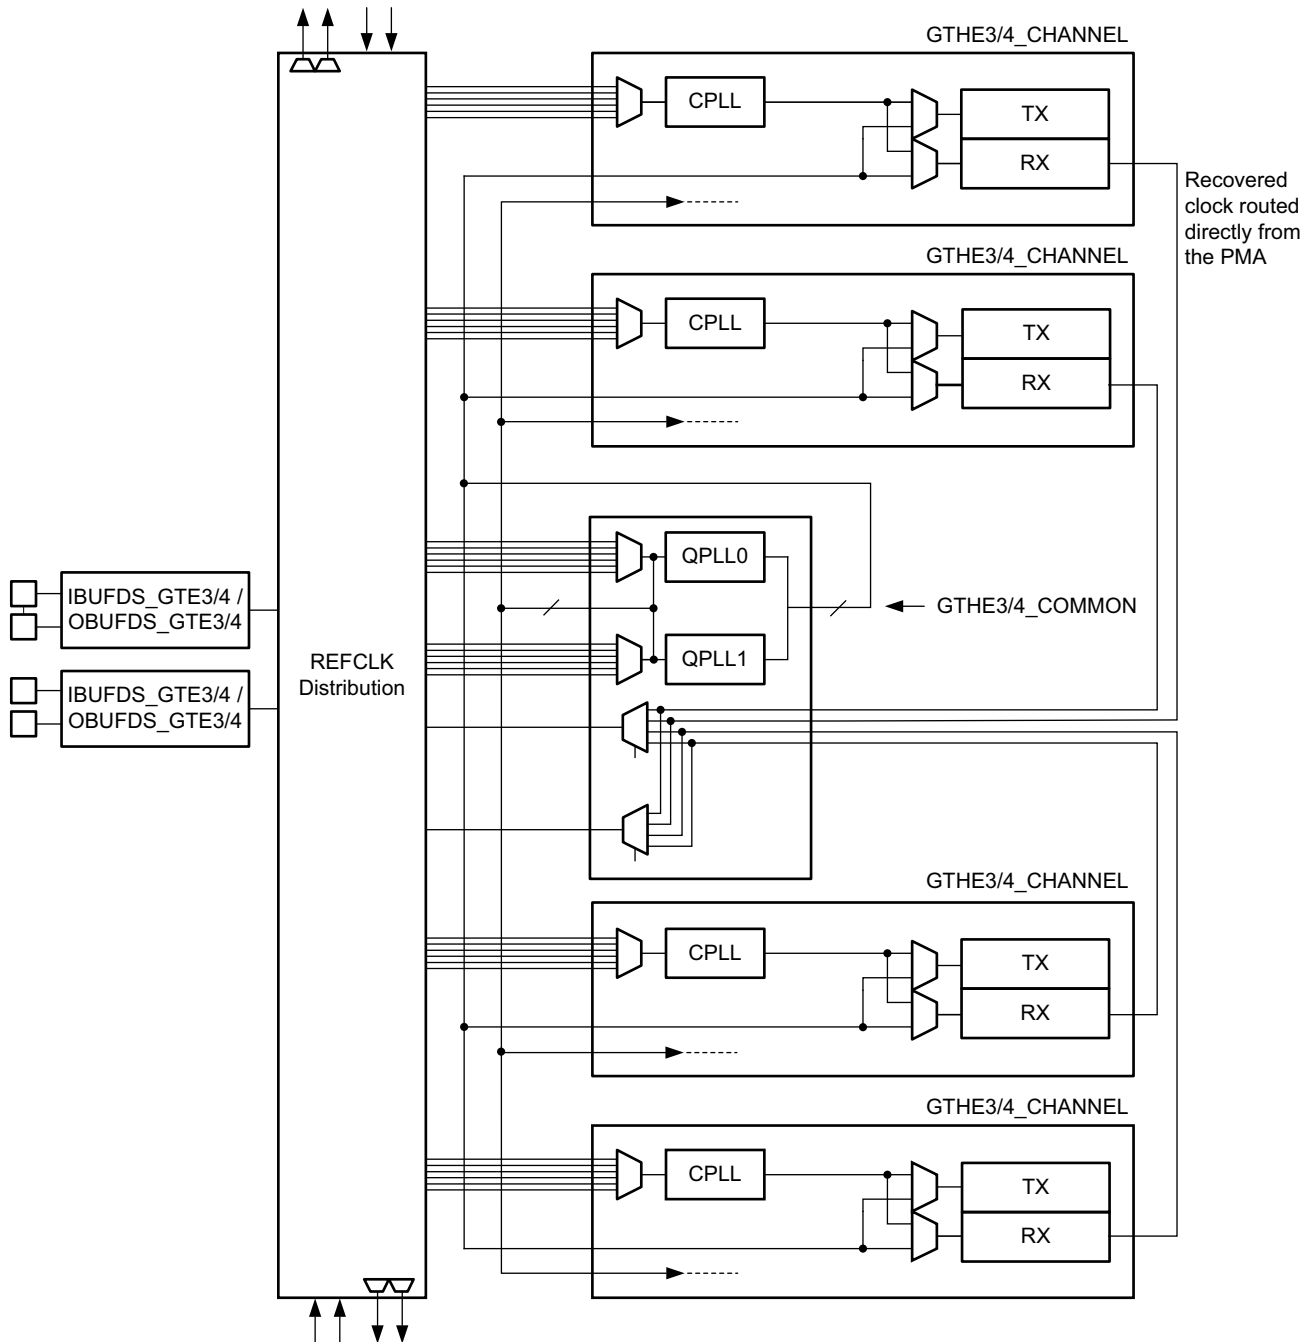 GTHE3/4_CHANNEL
CPLL
TX
RX
Recovered
clock routed
directly from
the PMA
GTHE3/4_CHANNEL
CPLL
TX
RX
QPLL0
IBUFDS_GTE3/4 /
OBUFDS_GTE3/4
GTHE3/4_COMMON
QPLL1
REFCLK
Distribution
IBUFDS_GTE3/4 /
OBUFDS_GTE3/4
GTHE3/4_CHANNEL
CPLL
TX
RX
GTHE3/4_CHANNEL
CPLL
TX
RX